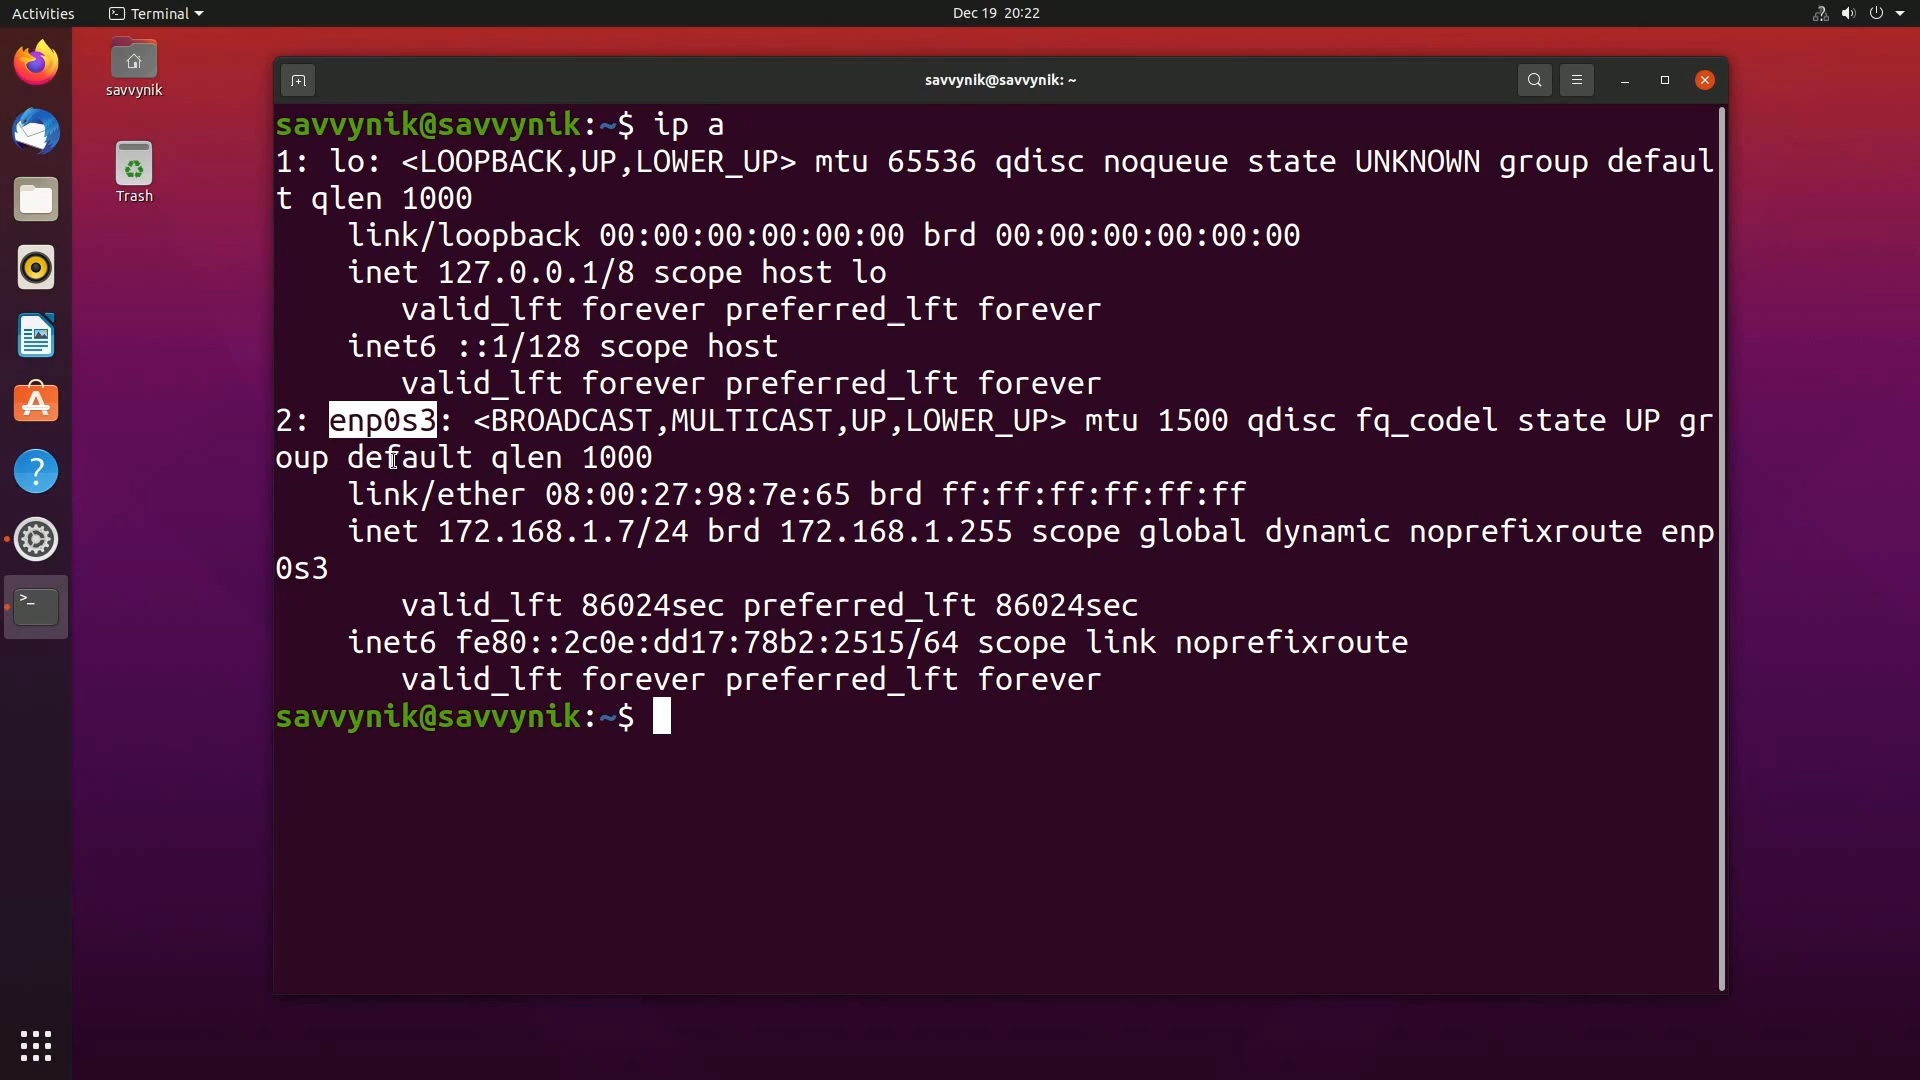 Activities
Terminal
Dec 19 20:22
savvynik
Trash
savvynik@savvynik: ~
savvynik@savvynik:~$ ip a
1: lo: <LOOPBACK,UP,LOWER_UP> mtu 65536 qdisc noqueue state UNKNOWN group defaul
t qlen 1000
link/loopback 00:00:00:00:00:00 brd 00:00:00:00:00:00
inet 127.0.0.1/8 scope host lo
valid_lft forever preferred_lft forever
inet6 ::1/128 scope host
valid_lft forever preferred_lft forever
2: enp0s3: <BROADCAST,MULTICAST,UP,LOWER_UP> mtu 1500 qdisc fq_codel state UP gr
oup default qlen 1000
link/ether 08:00:27:98:7e:65 brd ff:ff:ff:ff:ff:ff
inet 172.168.1.7/24 brd 172.168.1.255 scope global dynamic noprefixroute enp
0s3
valid_lft 86024sec preferred_lft 86024sec
inet6 fe80::2c0e:dd17:78b2:2515/64 scope link noprefixroute
valid_lft forever preferred_lft forever
savvynik@savvynik:~$